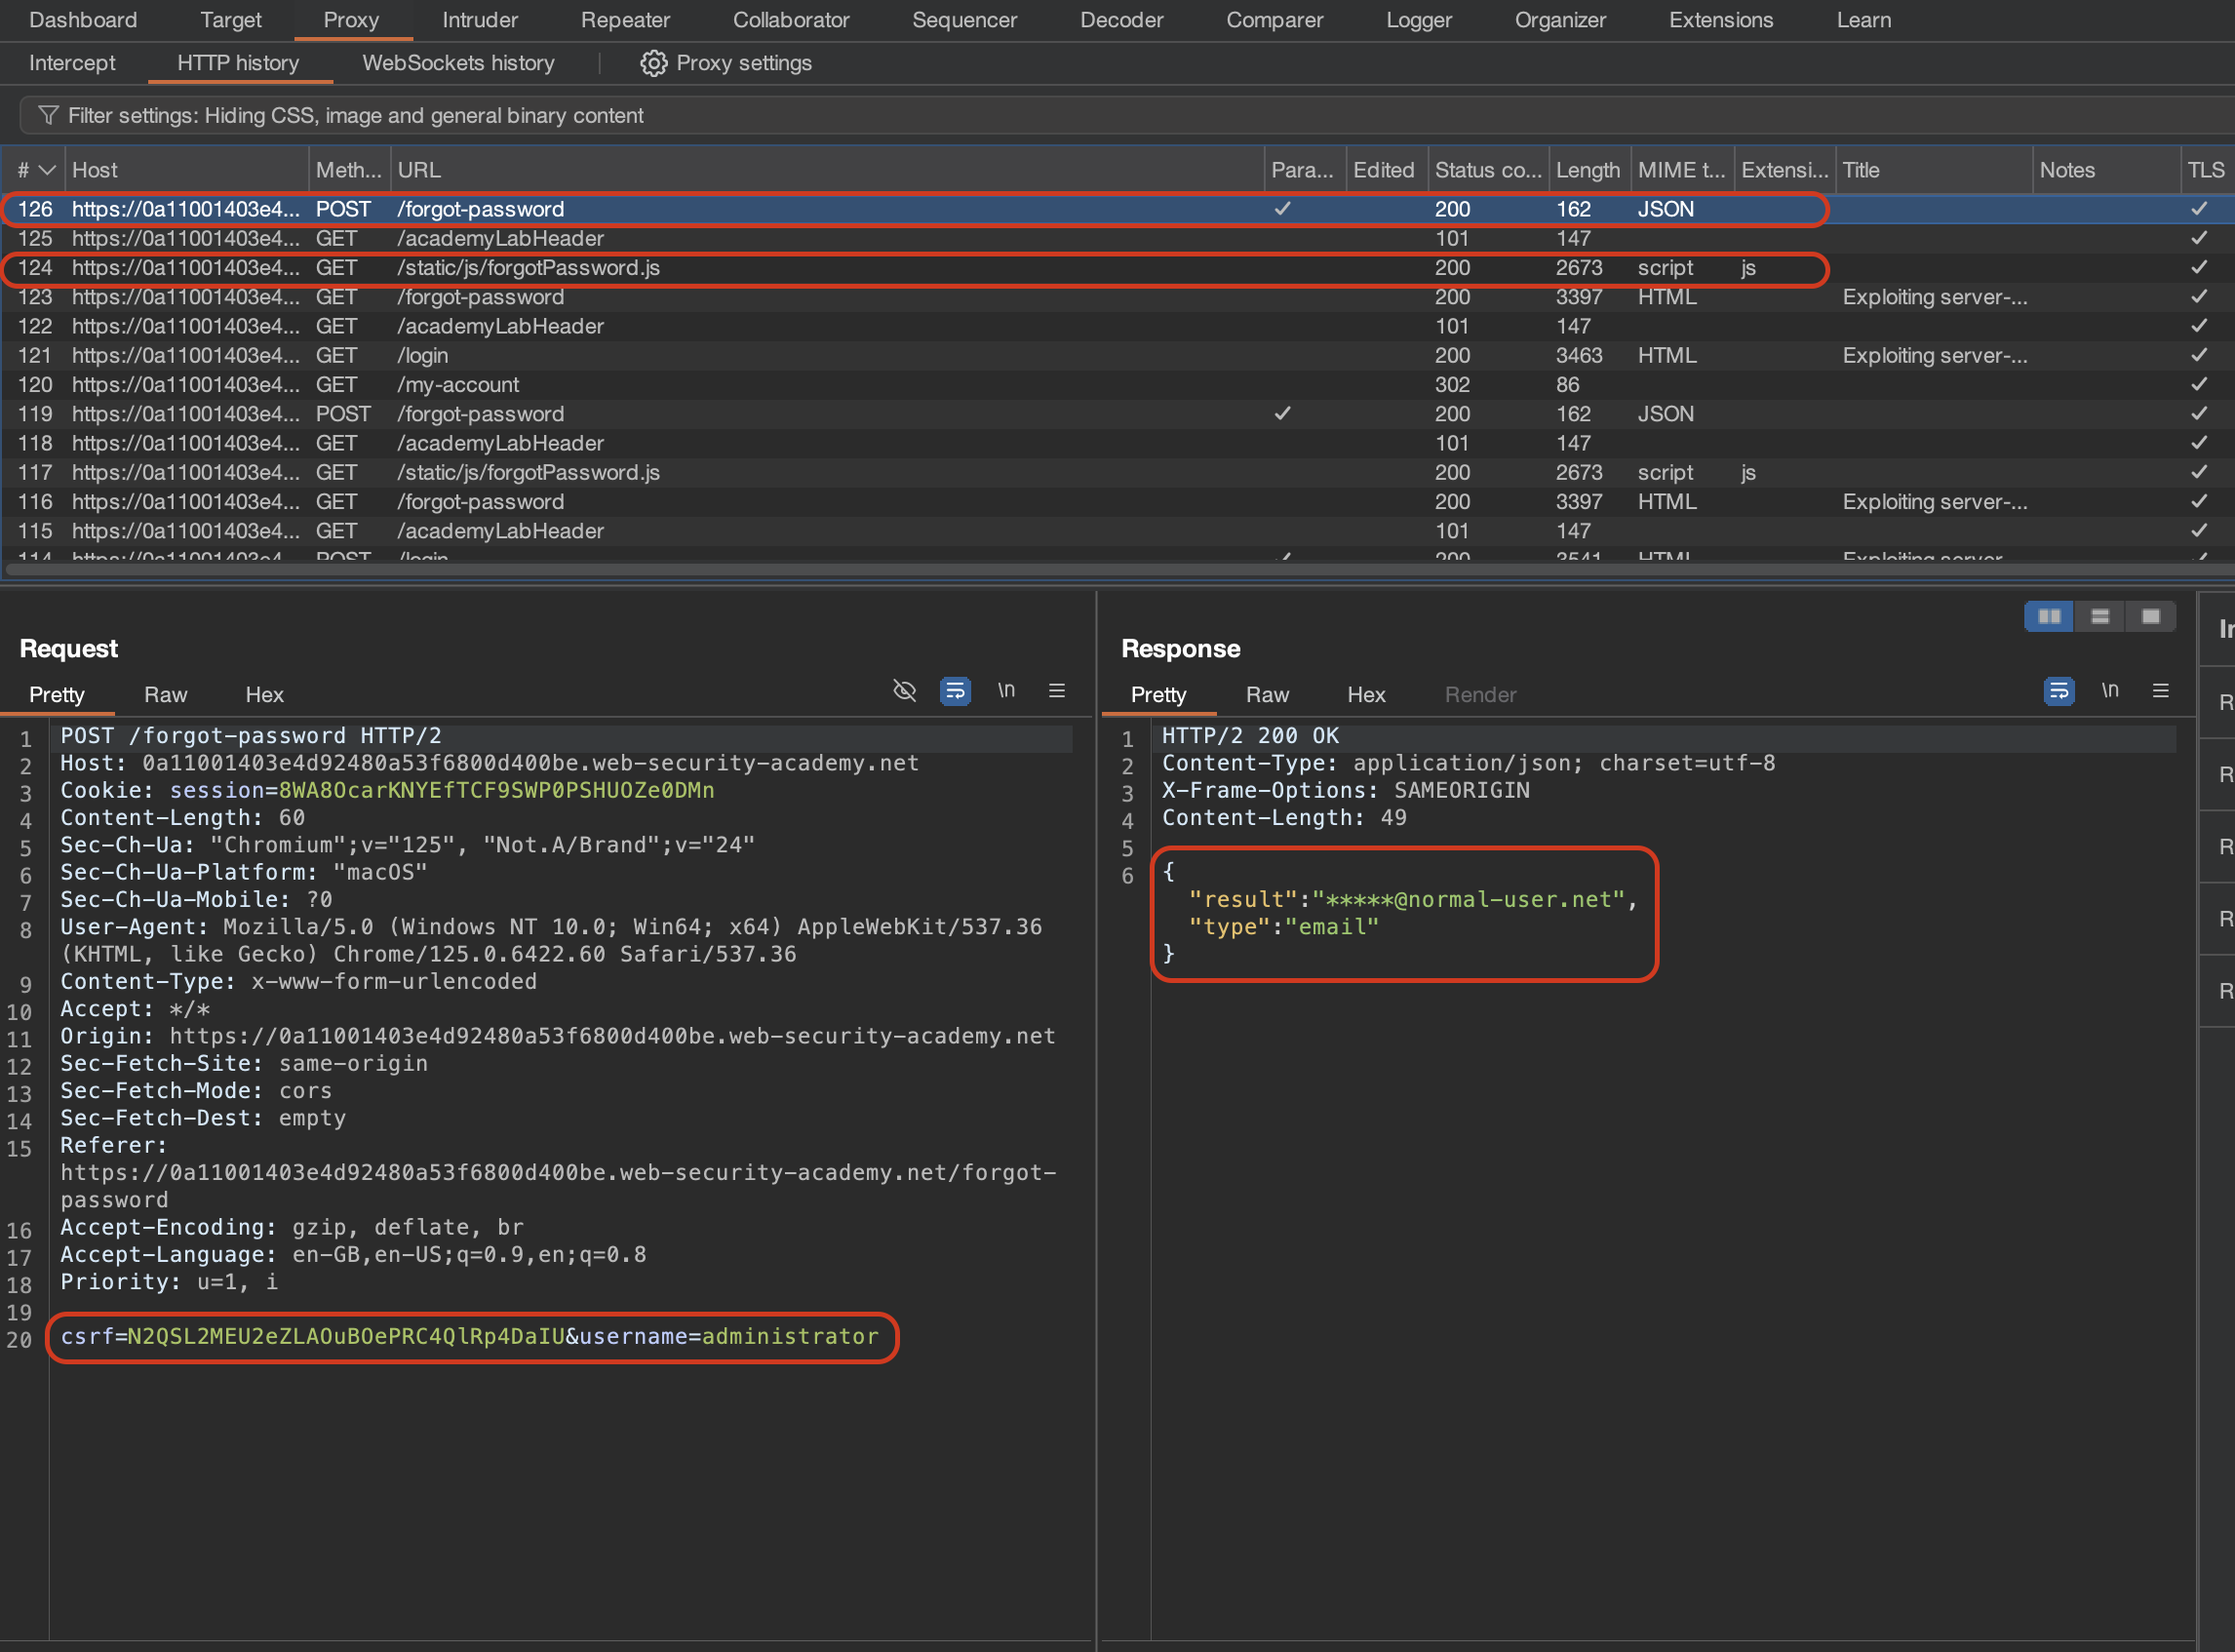 Dashboard Target Proxy Intruder Repeater Collaborator Sequencer Decoder Comparer Logger Organizer Extensions Learn
Intercept HTTP history WebSockets history Proxy settings
Filter settings: Hiding CSS, image and general binary content
# Host Meth... URL Para... Edited Status co... Length MIME t... Extensi... Title Notes TLS
126 https://0a11001403e4... POST /forgot-password ✓ 200 162 JSON ✓
125 https://0a11001403e4... GET /academyLabHeader 101 147 ✓
124 https://0a11001403e4... GET /static/js/forgotPassword.js 200 2673 script js ✓
123 https://0a11001403e4... GET /forgot-password 200 3397 HTML Exploiting server-... ✓
122 https://0a11001403e4... GET /academyLabHeader 101 147 ✓
121 https://0a11001403e4... GET /login 200 3463 HTML Exploiting server-... ✓
120 https://0a11001403e4... GET /my-account 302 86 ✓
119 https://0a11001403e4... POST /forgot-password ✓ 200 162 JSON ✓
118 https://0a11001403e4... GET /academyLabHeader 101 147 ✓
117 https://0a11001403e4... GET /static/js/forgotPassword.js 200 2673 script js ✓
116 https://0a11001403e4... GET /forgot-password 200 3397 HTML Exploiting server-... ✓
115 https://0a11001403e4... GET /academyLabHeader 101 147 ✓
114 https://0a11001403e4... POST /login ✓ 200 3541 HTML Exploiting server-... ✓
Request
Pretty Raw Hex \n
1 POST /forgot-password HTTP/2
2 Host: 0a11001403e4d92480a53f6800d400be.web-security-academy.net
3 Cookie: session=8WA8OcarKNYEfTCF9SWP0PSHUOZe0DMn
4 Content-Length: 60
5 Sec-Ch-Ua: "Chromium";v="125", "Not.A/Brand";v="24"
6 Sec-Ch-Ua-Platform: "macOS"
7 Sec-Ch-Ua-Mobile: ?0
8 User-Agent: Mozilla/5.0 (Windows NT 10.0; Win64; x64) AppleWebKit/537.36
(KHTML, like Gecko) Chrome/125.0.6422.60 Safari/537.36
9 Content-Type: x-www-form-urlencoded
10 Accept: */*
11 Origin: https://0a11001403e4d92480a53f6800d400be.web-security-academy.net
12 Sec-Fetch-Site: same-origin
13 Sec-Fetch-Mode: cors
14 Sec-Fetch-Dest: empty
15 Referer:
https://0a11001403e4d92480a53f6800d400be.web-security-academy.net/forgot-
password
16 Accept-Encoding: gzip, deflate, br
17 Accept-Language: en-GB,en-US;q=0.9,en;q=0.8
18 Priority: u=1, i
19
20 csrf=N2QSL2MEU2eZLAOuBOePRC4QlRp4DaIU&username=administrator
Response
Pretty Raw Hex Render \n
1 HTTP/2 200 OK
2 Content-Type: application/json; charset=utf-8
3 X-Frame-Options: SAMEORIGIN
4 Content-Length: 49
5
6 {
"result":"*****@normal-user.net",
"type":"email"
}